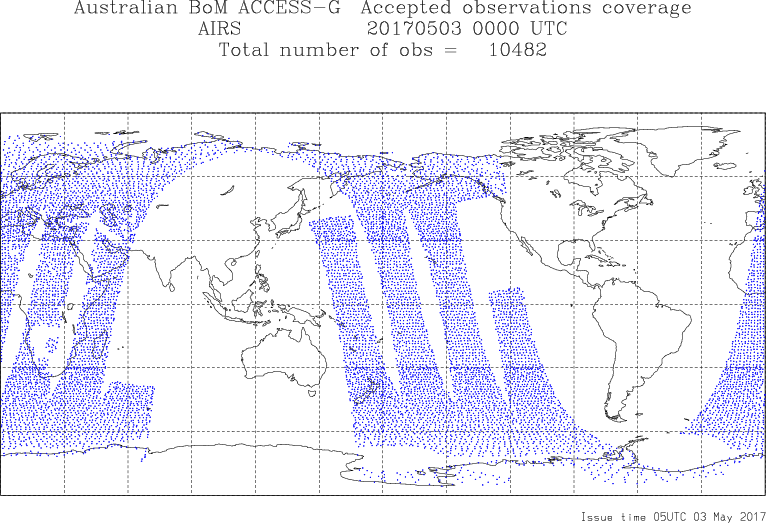 Australian BoM ACCESS-G Accepted observations coverage
AIRS 20170503 0000 UTC
Total number of obs = 10482
Issue time 05UTC 03 May 2017